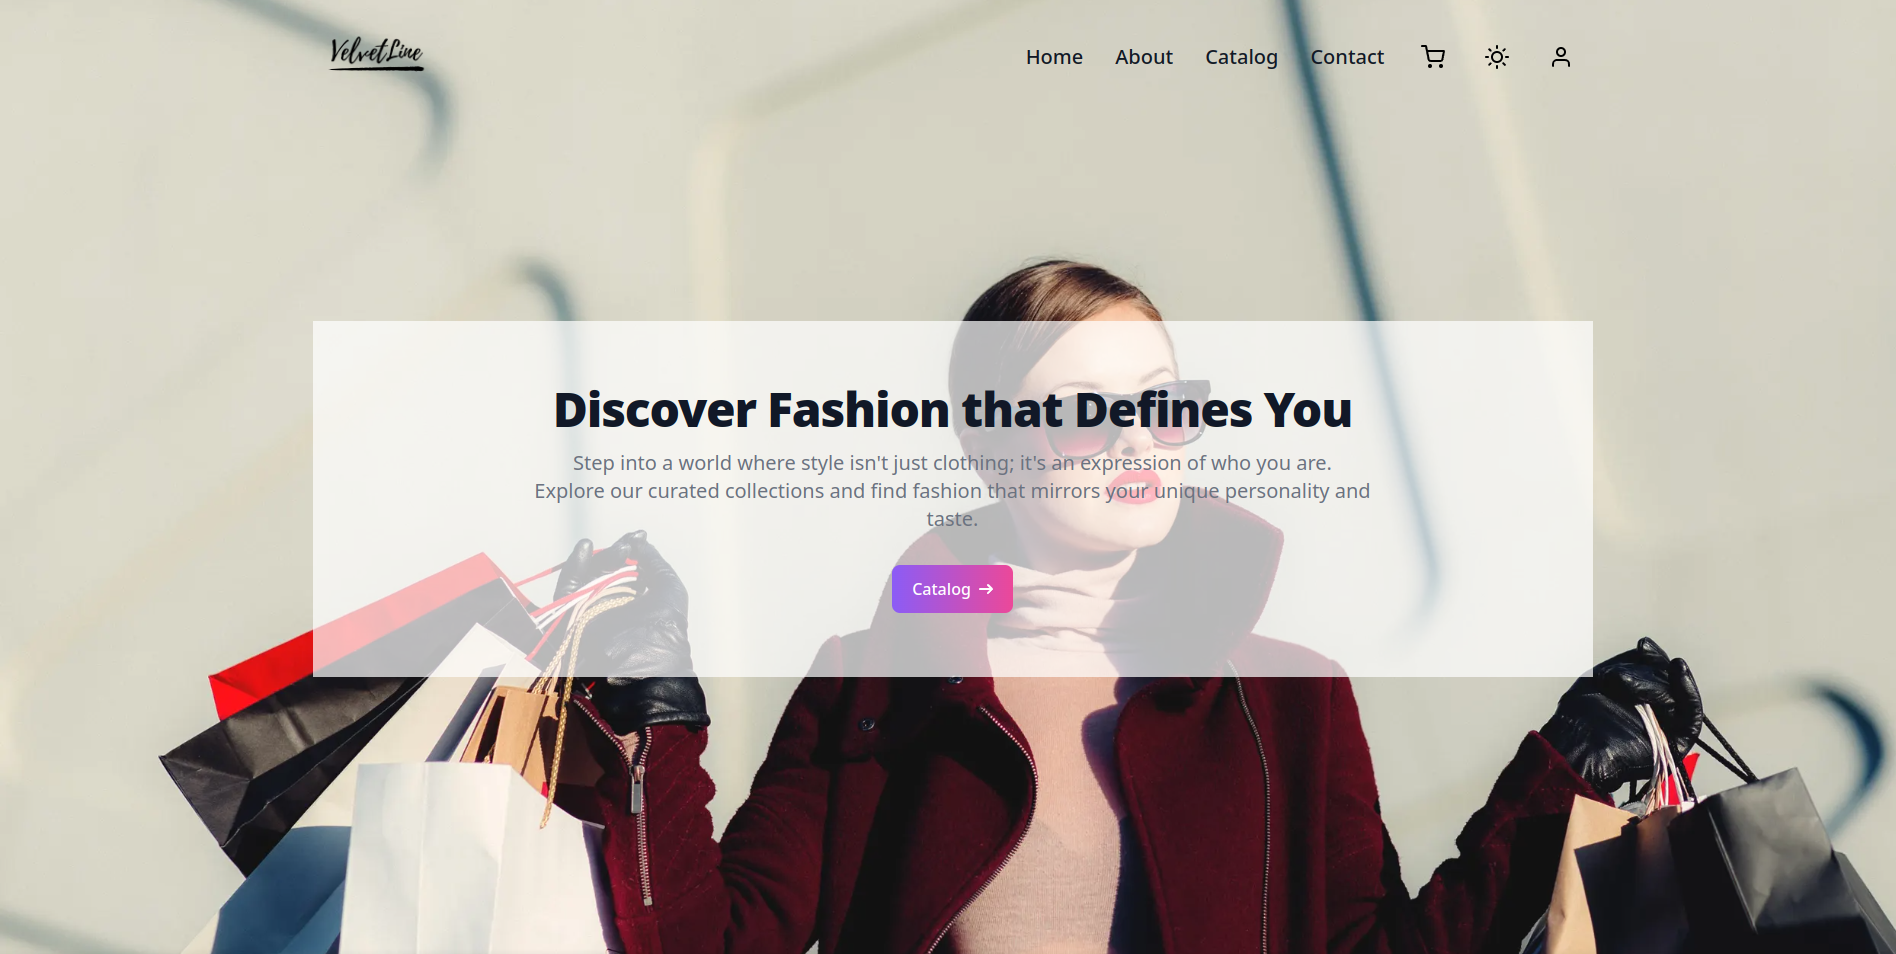 VelvetLine
Home About Catalog Contact
Discover Fashion that Defines You
Step into a world where style isn't just clothing; it's an expression of who you are.
Explore our curated collections and find fashion that mirrors your unique personality and
taste.
Catalog →